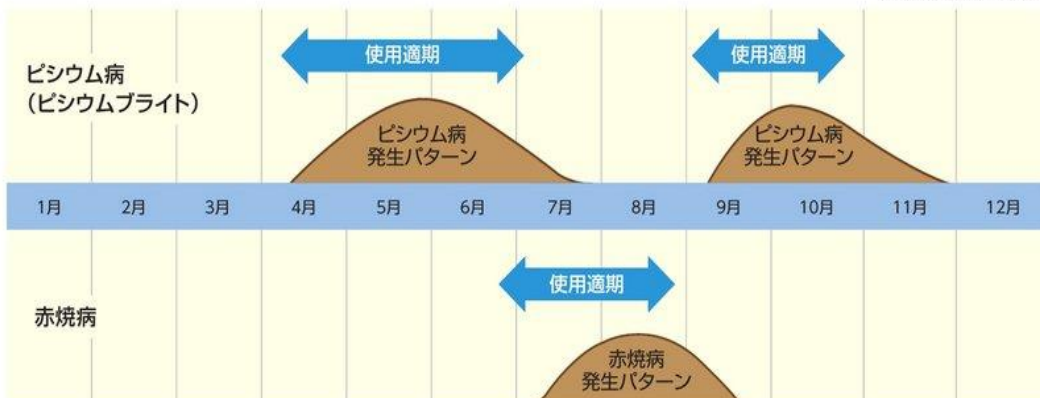 使用適期
使用適期
ピシウム病
（ピシウムブライト）
ピシウム病
発生パターン
ピシウム病
発生パターン
1月 2月 3月 4月 5月 6月 7月 8月 9月 10月 11月 12月
使用適期
赤焼病
赤焼病
発生パターン